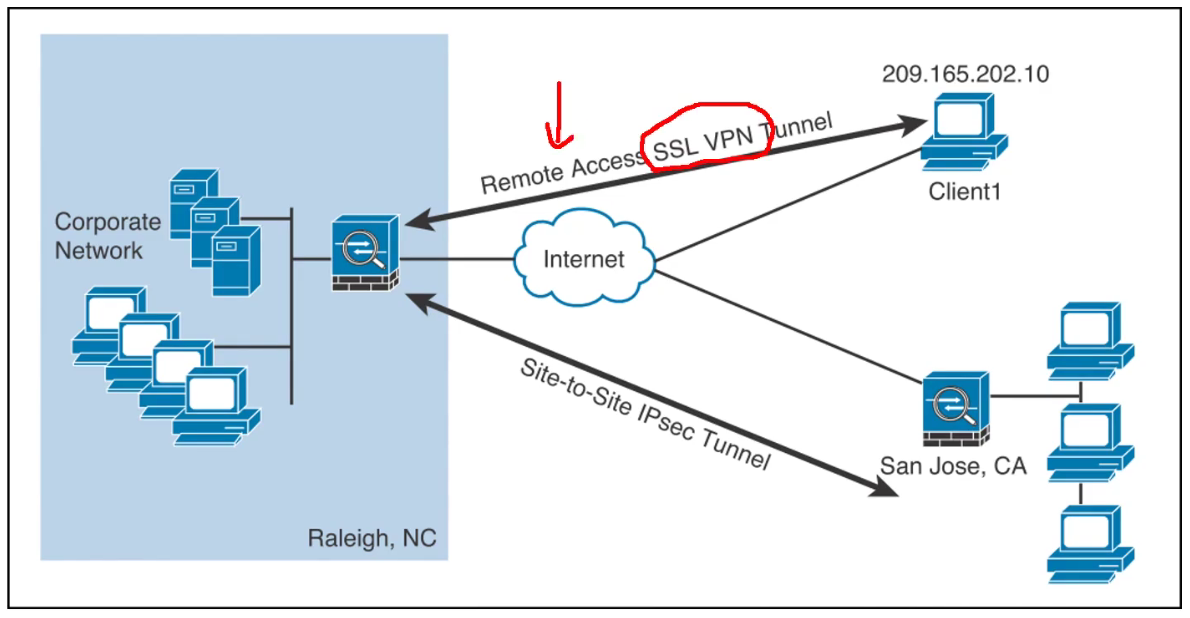 209.165.202.10
Remote Access SSL VPN Tunnel
Client1
Corporate
Network
Internet
Site-to-Site IPsec Tunnel
San Jose, CA
Raleigh, NC